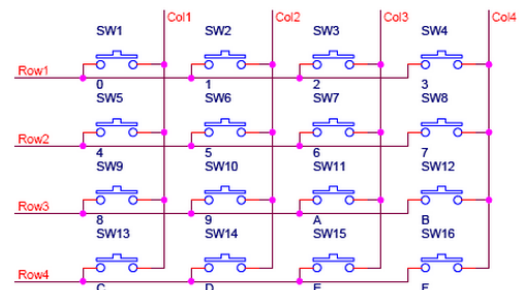 Col1 Col2 Col3 Col4
SW1 SW2 SW3 SW4
Row1
0 1 2 3
SW5 SW6 SW7 SW8
Row2
4 5 6 7
SW9 SW10 SW11 SW12
Row3
8 9 A B
SW13 SW14 SW15 SW16
Row4
C D E F